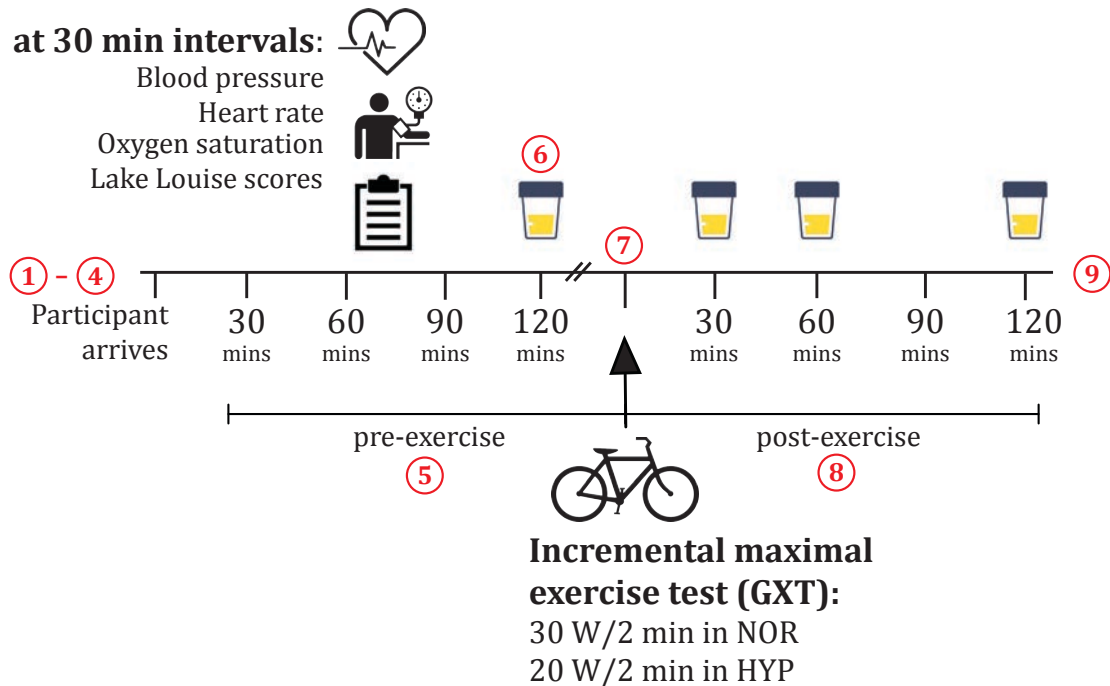 at 30 min intervals:
Blood pressure
Heart rate
Oxygen saturation
Lake Louise scores
6
7
1 - 4
9
Participant
arrives
30 60 90 120 30 60 90 120
mins mins mins mins mins mins mins mins
pre-exercise post-exercise
5 8
Incremental maximal
exercise test (GXT):
30 W/2 min in NOR
20 W/2 min in HYP